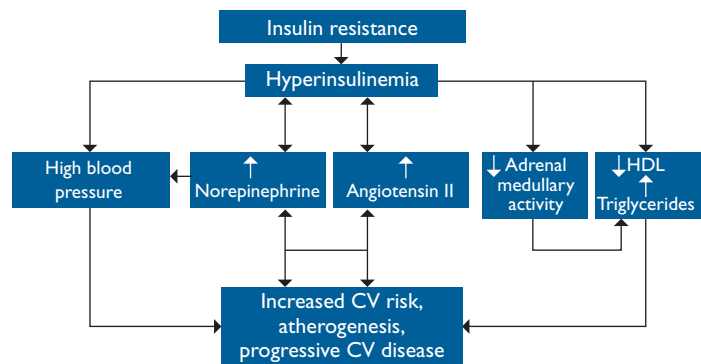 Insulin resistance
Hyperinsulinemia
High blood
pressure
↑
Norepinephrine
↑
Angiotensin II
↓ Adrenal
medullary
activity
↓HDL
↑
Triglycerides
Increased CV risk,
atherogenesis,
progressive CV disease